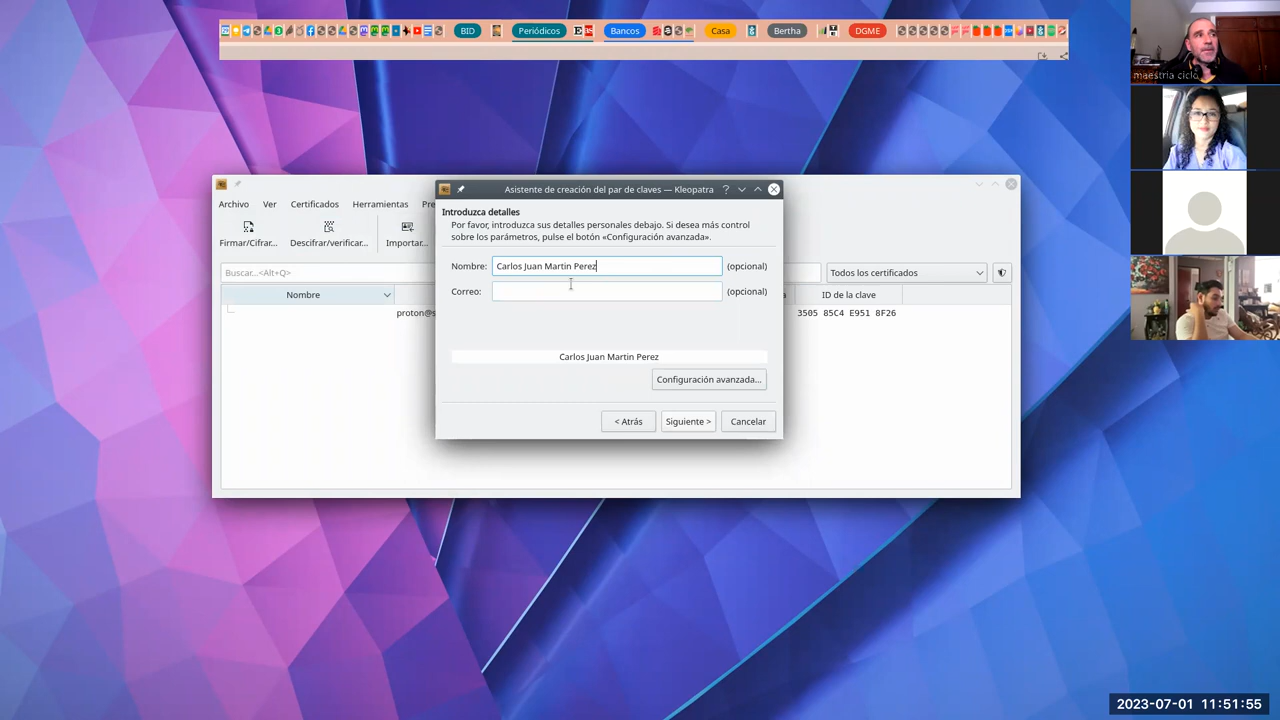 BID
Periódicos
Bancos
Casa
Bertha
DGME
maestria ciclo
Asistente de creación del par de claves — Kleopatra
Archivo Ver Certificados Herramientas
Firmar/Cifrar... Descifrar/verificar... Importar...
Introduzca detalles
Por favor, introduzca sus detalles personales debajo. Si desea más control
sobre los parámetros, pulse el botón «Configuración avanzada».
Buscar...<Alt+Q>
Nombre: Carlos Juan Martin Perez (opcional)
Todos los certificados
Correo: (opcional)
Nombre
ID de la clave
proton@s
3505 85C4 E951 8F26
Carlos Juan Martin Perez
Configuración avanzada...
< Atrás Siguiente > Cancelar
2023-07-01 11:51:55